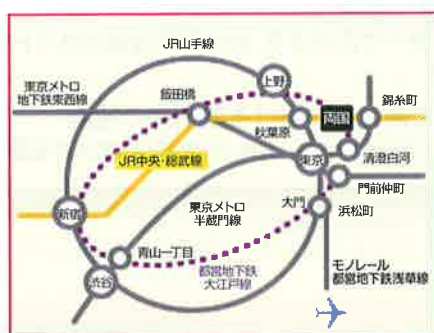 JR山手線
上野
錦糸町
東京メトロ
地下鉄東西線
飯田橋
秋葉原
両国
JR中央・総武線
東京
清澄白河
門前仲町
東京メトロ
半蔵門線
大門
浜松町
新宿
青山一丁目
渋谷
都営地下鉄
大江戸線
モノレール
都営地下鉄浅草線